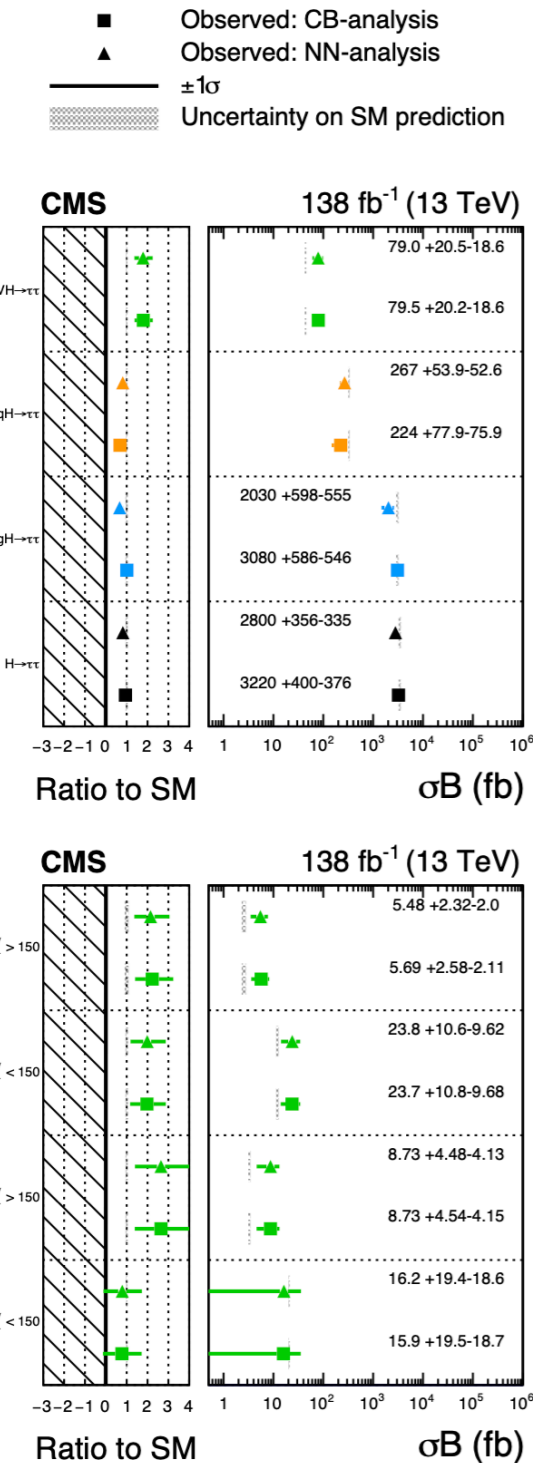 Observed: CB-analysis
Observed: NN-analysis
±1σ
Uncertainty on SM prediction
CMS 138 fb⁻¹ (13 TeV)
VH→ττ 79.0 +20.5-18.6
79.5 +20.2-18.6
qH→ττ 267 +53.9-52.6
224 +77.9-75.9
gH→ττ 2030 +598-555
3080 +586-546
H→ττ 2800 +356-335
3220 +400-376
−3 −2 −1 0 1 2 3 4 1 10 10² 10³ 10⁴ 10⁵ 10⁶
Ratio to SM σB (fb)
CMS 138 fb⁻¹ (13 TeV)
5.48 +2.32-2.0
> 150
5.69 +2.58-2.11
23.8 +10.6-9.62
< 150
23.7 +10.8-9.68
8.73 +4.48-4.13
> 150
8.73 +4.54-4.15
16.2 +19.4-18.6
< 150
15.9 +19.5-18.7
−3 −2 −1 0 1 2 3 4 1 10 10² 10³ 10⁴ 10⁵ 10⁶
Ratio to SM σB (fb)